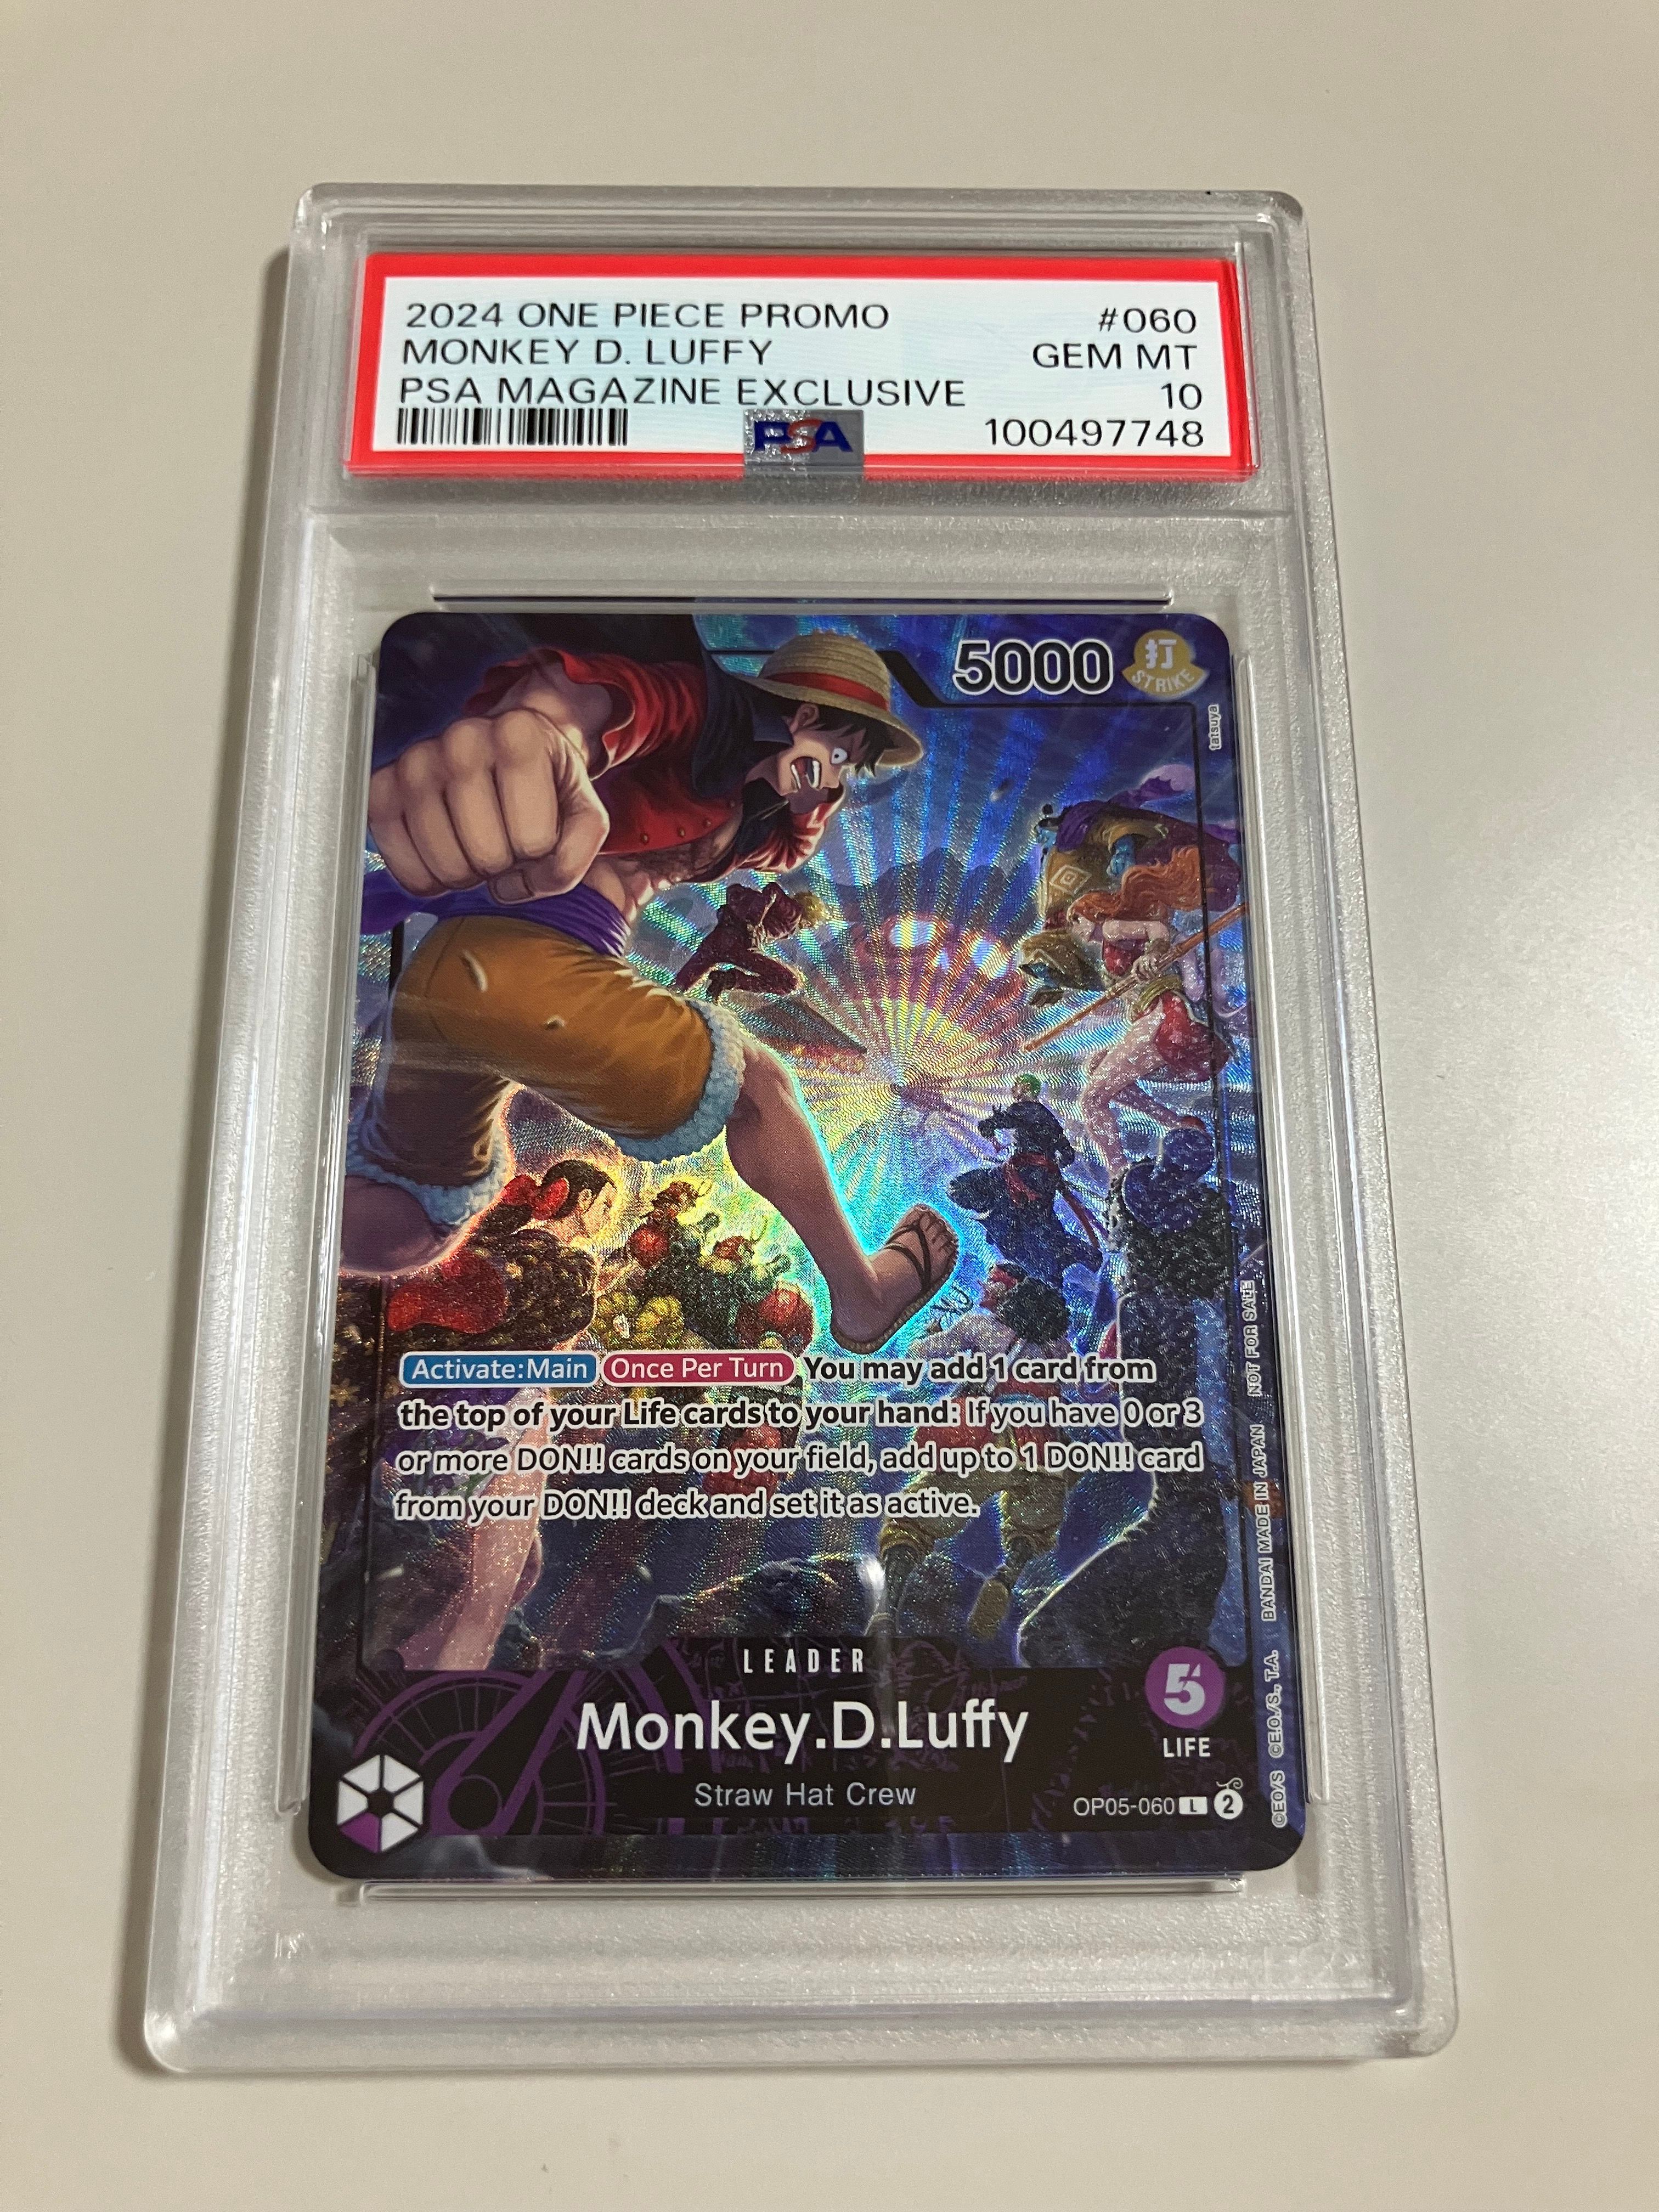 2024 ONE PIECE PROMO #060
MONKEY D. LUFFY GEM MT
PSA MAGAZINE EXCLUSIVE 10
PSA 100497748
5000 打
STRIKE
tatsuya
Activate:Main Once Per Turn You may add 1 card from
the top of your Life cards to your hand: If you have 0 or 3
or more DON!! cards on your field, add up to 1 DON!! card
from your DON!! deck and set it as active.
LEADER
Monkey.D.Luffy
Straw Hat Crew
5
LIFE
OP05-060 L 2
©E.O./S ©E.O./S., T.A. BANDAI MADE IN JAPAN NOT FOR SALE